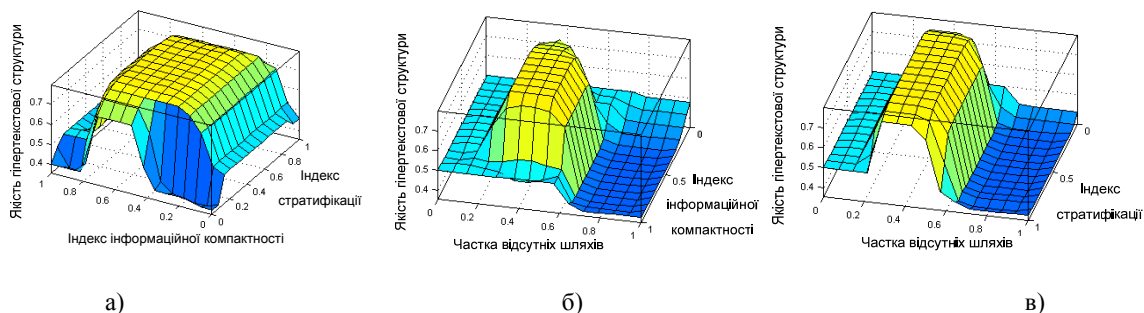 Якість гіпертекстової структури
0.7
0.6
0.5
0.4
1
0.8
0.6
0.4
0.2
0
Індекс інформаційної компактності
0
0.2
0.4
0.6
0.8
1
Індекс
стратифікації
а)
Якість гіпертекстової структури
0.7
0.6
0.5
0.4
0
0.2
0.4
0.6
0.8
1
Частка відсутніх шляхів
0
0.5
1
Індекс
інформаційної
компактності
б)
Якість гіпертекстової структури
0.7
0.6
0.5
0.4
0
0.2
0.4
0.6
0.8
1
Частка відсутніх шляхів
0
0.5
1
Індекс
стратифікації
в)